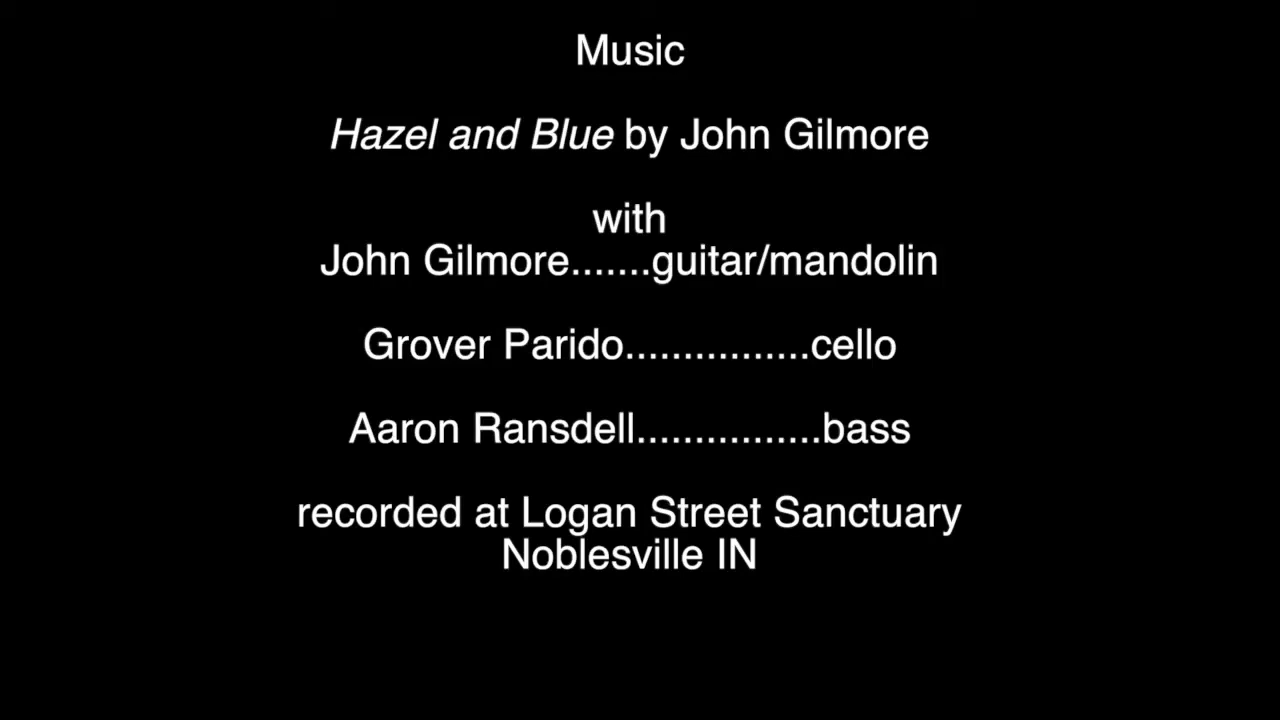 Music
Hazel and Blue by John Gilmore
with
John Gilmore.......guitar/mandolin
Grover Parido................cello
Aaron Ransdell................bass
recorded at Logan Street Sanctuary
Noblesville IN